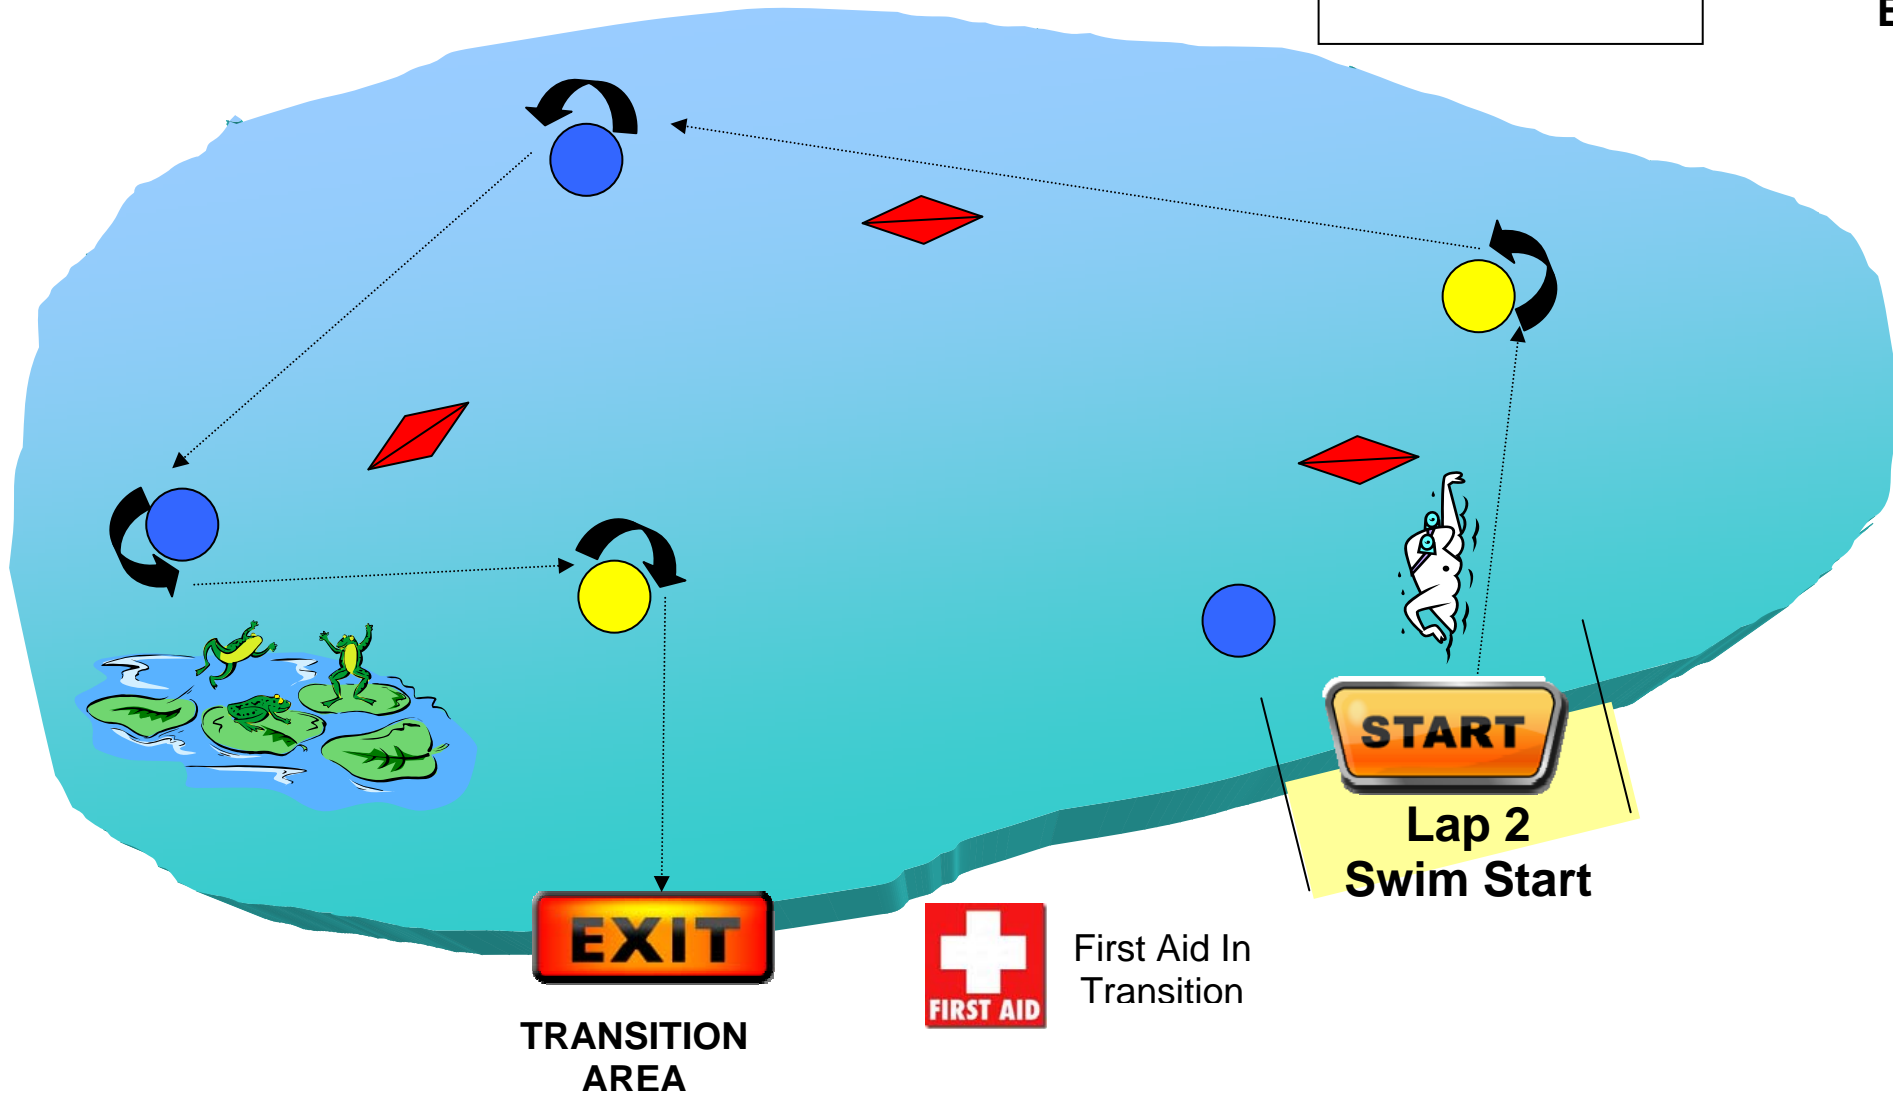 START
Lap 2
Swim Start
EXIT
FIRST AID
First Aid In
Transition
TRANSITION
AREA